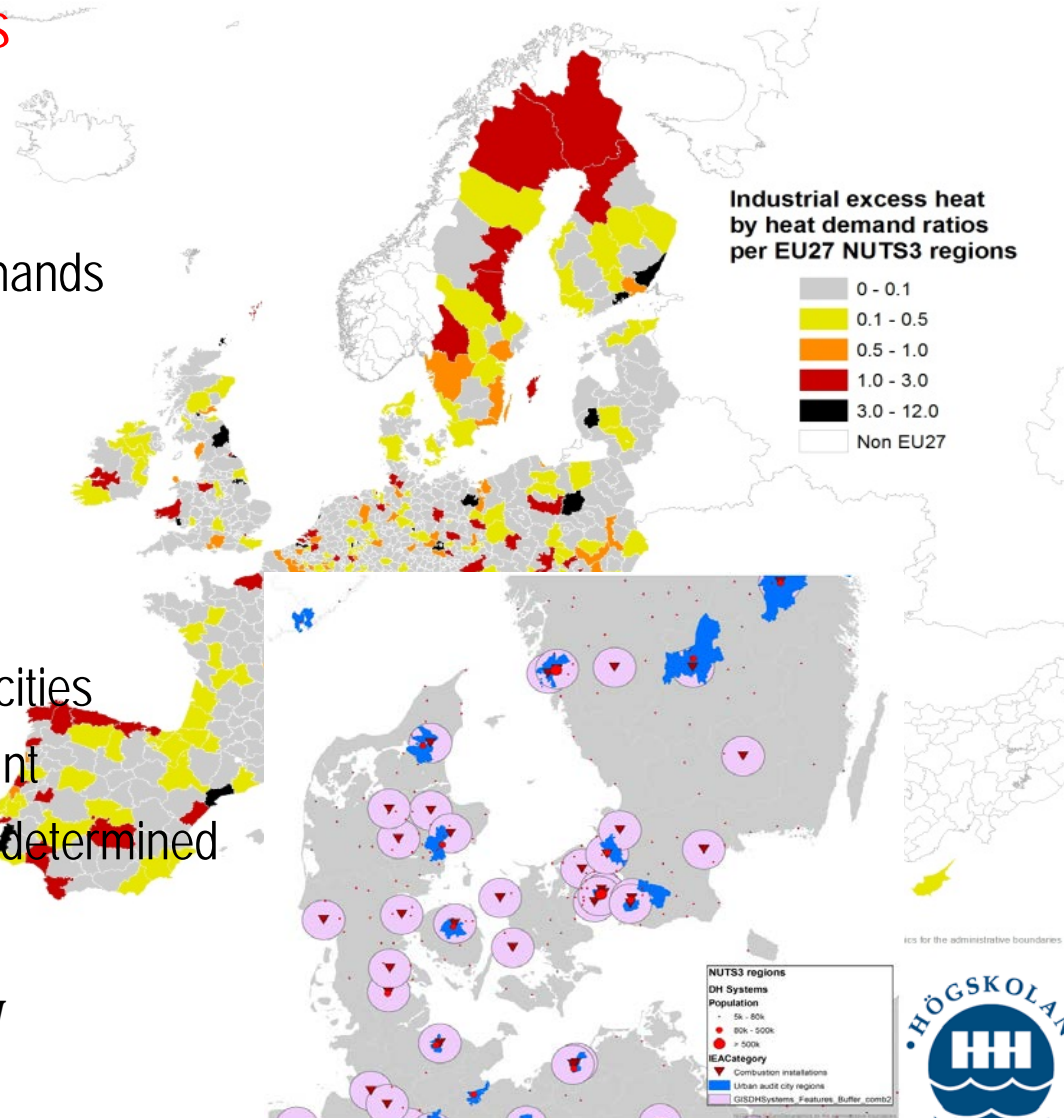 s
mands
Industrial excess heat
by heat demand ratios
per EU27 NUTS3 regions
0 - 0.1
0.1 - 0.5
0.5 - 1.0
1.0 - 3.0
3.0 - 12.0
Non EU27
cities
nt
determined
ics for the administrative boundaries
NUTS3 regions
DH Systems
Population
5k - 80k
80k - 500k
> 500k
IEACategory
Combustion installations
Urban audit city regions
GISDHSystems_Features_Buffer_comb2
HÖGSKOLAN
HH